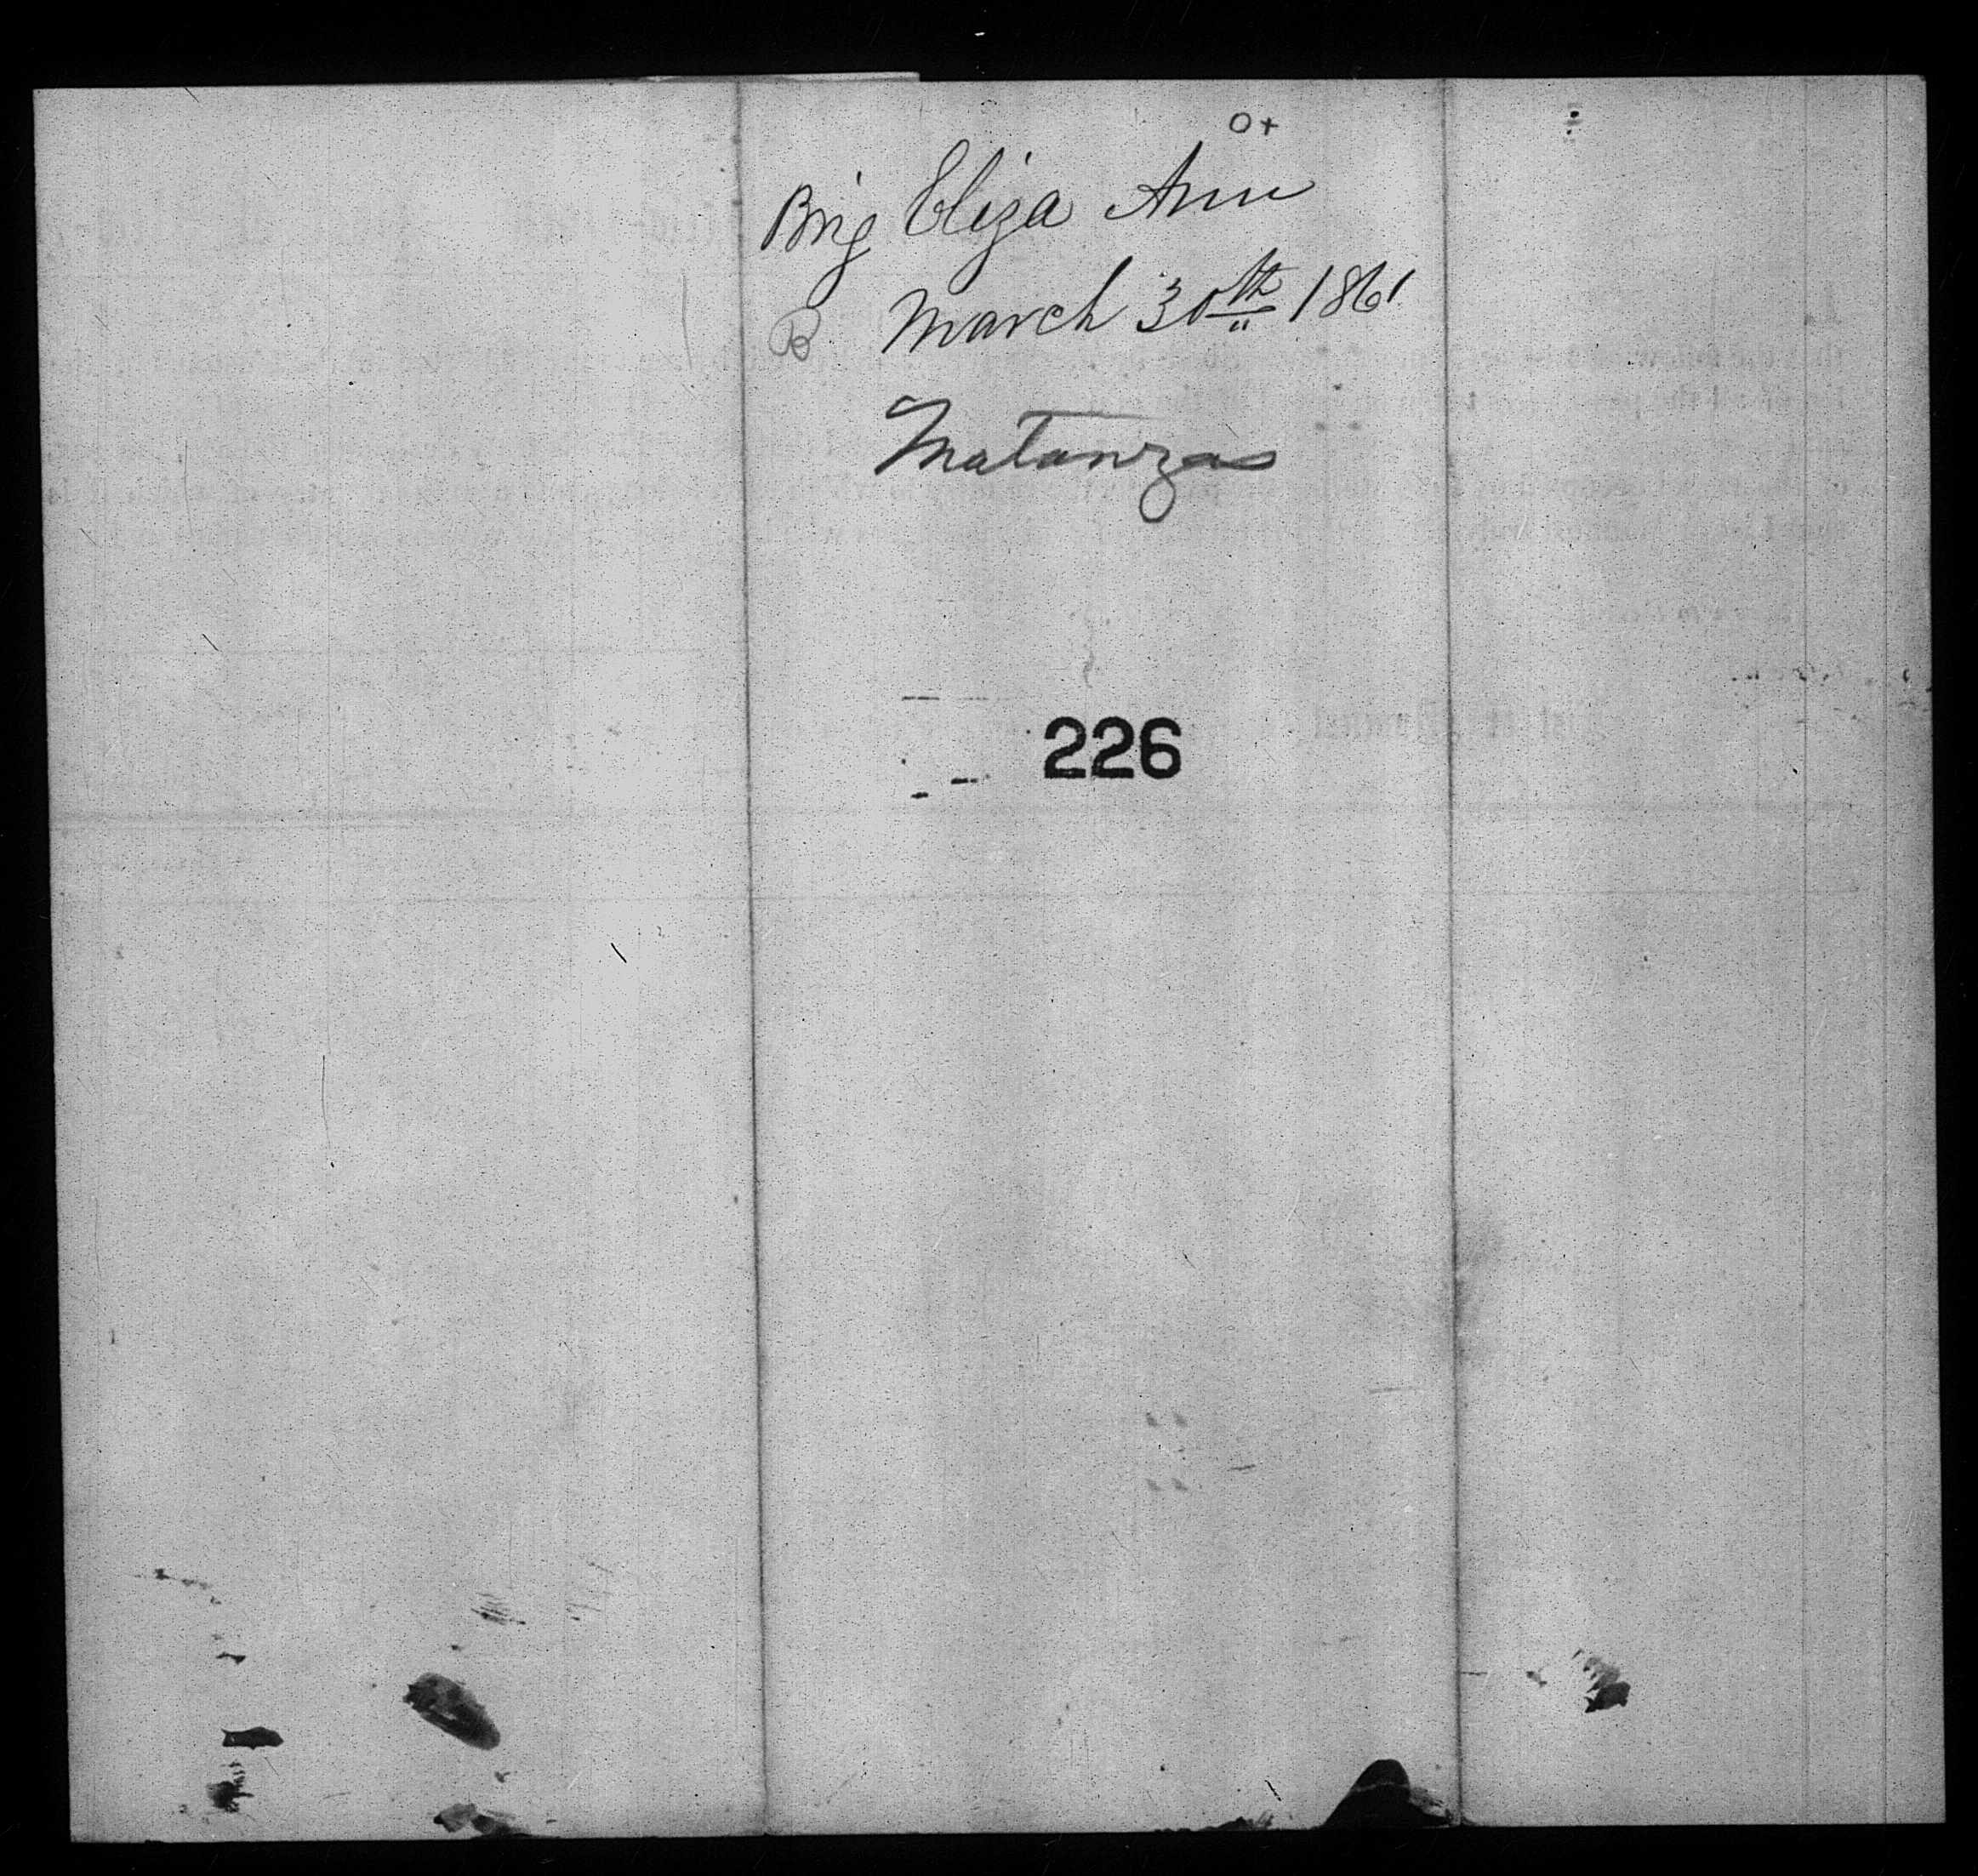 O+
Brig Eliza Ann
B March 30th 1861
Matanzas
226